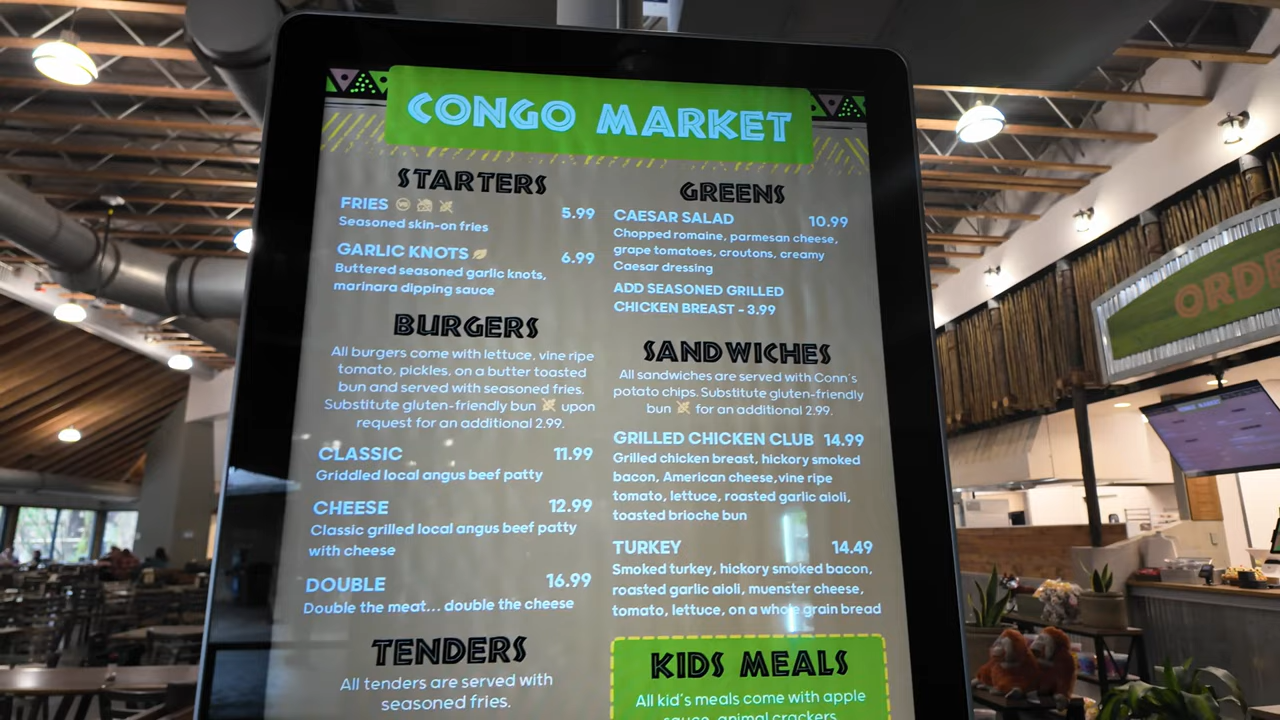 CONGO MARKET
STARTERS
FRIES 5.99
Seasoned skin-on fries
GARLIC KNOTS 6.99
Buttered seasoned garlic knots,
marinara dipping sauce
BURGERS
All burgers come with lettuce, vine ripe
tomato, pickles, on a butter toasted
bun and served with seasoned fries.
Substitute gluten-friendly bun upon
request for an additional 2.99.
CLASSIC 11.99
Griddled local angus beef patty
CHEESE 12.99
Classic grilled local angus beef patty
with cheese
DOUBLE 16.99
Double the meat... double the cheese
TENDERS
All tenders are served with
seasoned fries.
GREENS
CAESAR SALAD 10.99
Chopped romaine, parmesan cheese,
grape tomatoes, croutons, creamy
Caesar dressing
ADD SEASONED GRILLED
CHICKEN BREAST - 3.99
SANDWICHES
All sandwiches are served with Conn's
potato chips. Substitute gluten-friendly
bun for an additional 2.99.
GRILLED CHICKEN CLUB 14.99
Grilled chicken breast, hickory smoked
bacon, American cheese, vine ripe
tomato, lettuce, roasted garlic aioli,
toasted brioche bun
TURKEY 14.49
Smoked turkey, hickory smoked bacon,
roasted garlic aioli, muenster cheese,
tomato, lettuce, on a whole grain bread
KIDS MEALS
All kid's meals come with apple
sauce, animal crackers
ORDE
CONGO MARKET